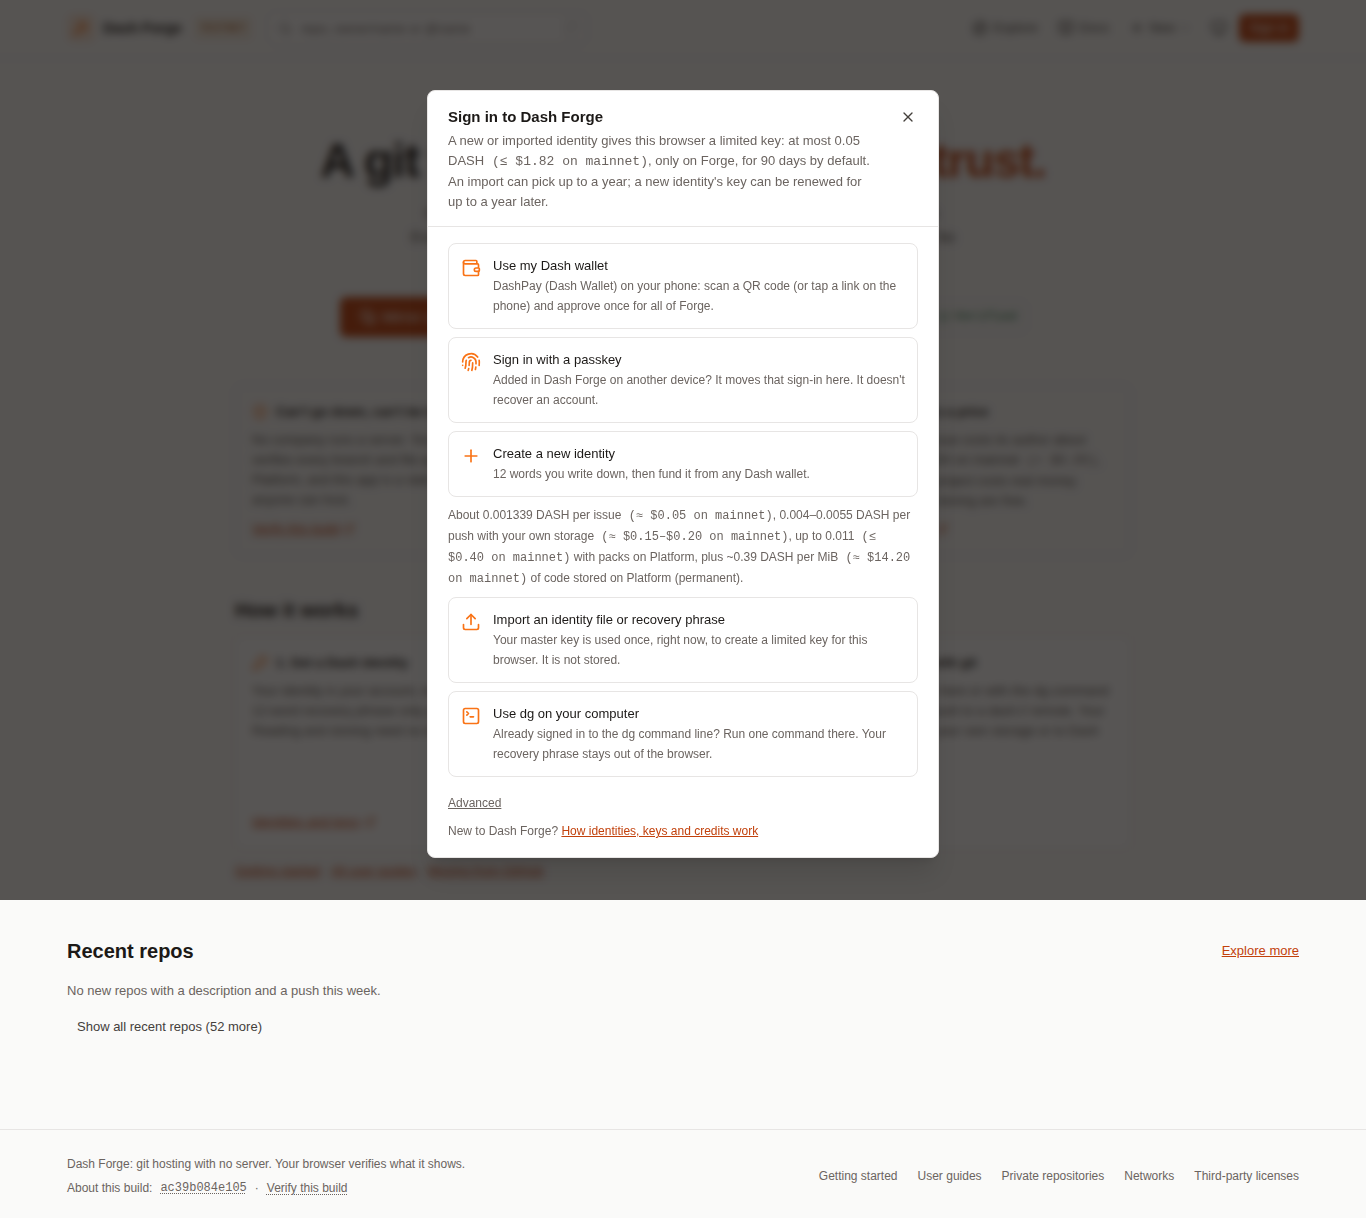 Dash Forge
A git
trust.
Sign in to Dash Forge
A new or imported identity gives this browser a limited key: at most 0.05
DASH (≤ $1.82 on mainnet), only on Forge, for 90 days by default.
An import can pick up to a year; a new identity's key can be renewed for
up to a year later.
Use my Dash wallet
DashPay (Dash Wallet) on your phone: scan a QR code (or tap a link on the
phone) and approve once for all of Forge.
Sign in with a passkey
Added in Dash Forge on another device? It moves that sign-in here. It doesn't
recover an account.
Create a new identity
12 words you write down, then fund it from any Dash wallet.
About 0.001339 DASH per issue (≈ $0.05 on mainnet), 0.004–0.0055 DASH per
push with your own storage (≈ $0.15–$0.20 on mainnet), up to 0.011 (≤
$0.40 on mainnet) with packs on Platform, plus ~0.39 DASH per MiB (≈ $14.20
on mainnet) of code stored on Platform (permanent).
Import an identity file or recovery phrase
Your master key is used once, right now, to create a limited key for this
browser. It is not stored.
Use dg on your computer
Already signed in to the dg command line? Run one command there. Your
recovery phrase stays out of the browser.
Advanced
New to Dash Forge? How identities, keys and credits work
How it works
Recent repos
Explore more
No new repos with a description and a push this week.
Show all recent repos (52 more)
Dash Forge: git hosting with no server. Your browser verifies what it shows.
About this build: ac39b084e105 · Verify this build
Getting started
User guides
Private repositories
Networks
Third-party licenses